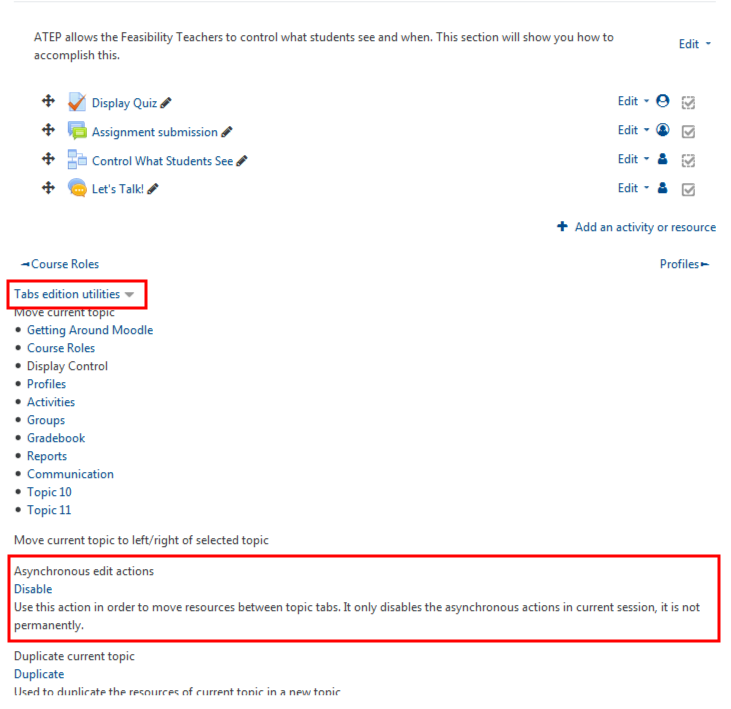 ATEP allows the Feasibility Teachers to control what students see and when. This section will show you how to
accomplish this.
Edit
Display Quiz
Edit
Assignment submission
Edit
Control What Students See
Edit
Let's Talk!
Edit
Add an activity or resource
Course Roles
Profiles
Tabs edition utilities
Move current topic
Getting Around Moodle
Course Roles
Display Control
Profiles
Activities
Groups
Gradebook
Reports
Communication
Topic 10
Topic 11
Move current topic to left/right of selected topic
Asynchronous edit actions
Disable
Use this action in order to move resources between topic tabs. It only disables the asynchronous actions in current session, it is not
permanently.
Duplicate current topic
Duplicate
Used to duplicate the resources of current topic in a new topic